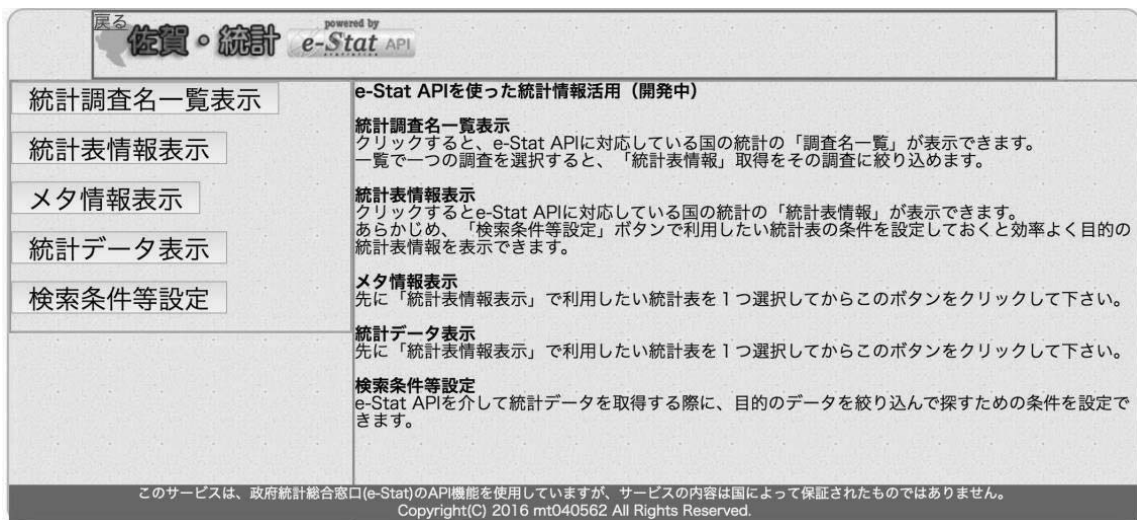 戻る
佐賀・統計
powered by
e-Stat API
統計調査名一覧表示
統計表情報表示
メタ情報表示
統計データ表示
検索条件等設定
e-Stat APIを使った統計情報活用（開発中）
統計調査名一覧表示
クリックすると、e-Stat APIに対応している国の統計の「調査名一覧」が表示できます。
一覧で一つの調査を選択すると、「統計表情報」取得をその調査に絞り込めます。
統計表情報表示
クリックするとe-Stat APIに対応している国の統計の「統計表情報」が表示できます。
あらかじめ、「検索条件等設定」ボタンで利用したい統計表の条件を設定しておくと効率よく目的の
統計表情報を表示できます。
メタ情報表示
先に「統計表情報表示」で利用したい統計表を１つ選択してからこのボタンをクリックして下さい。
統計データ表示
先に「統計表情報表示」で利用したい統計表を１つ選択してからこのボタンをクリックして下さい。
検索条件等設定
e-Stat APIを介して統計データを取得する際に、目的のデータを絞り込んで探すための条件を設定で
きます。
このサービスは、政府統計総合窓口(e-Stat)のAPI機能を使用していますが、サービスの内容は国によって保証されたものではありません。
Copyright(C) 2016 mt040562 All Rights Reserved.